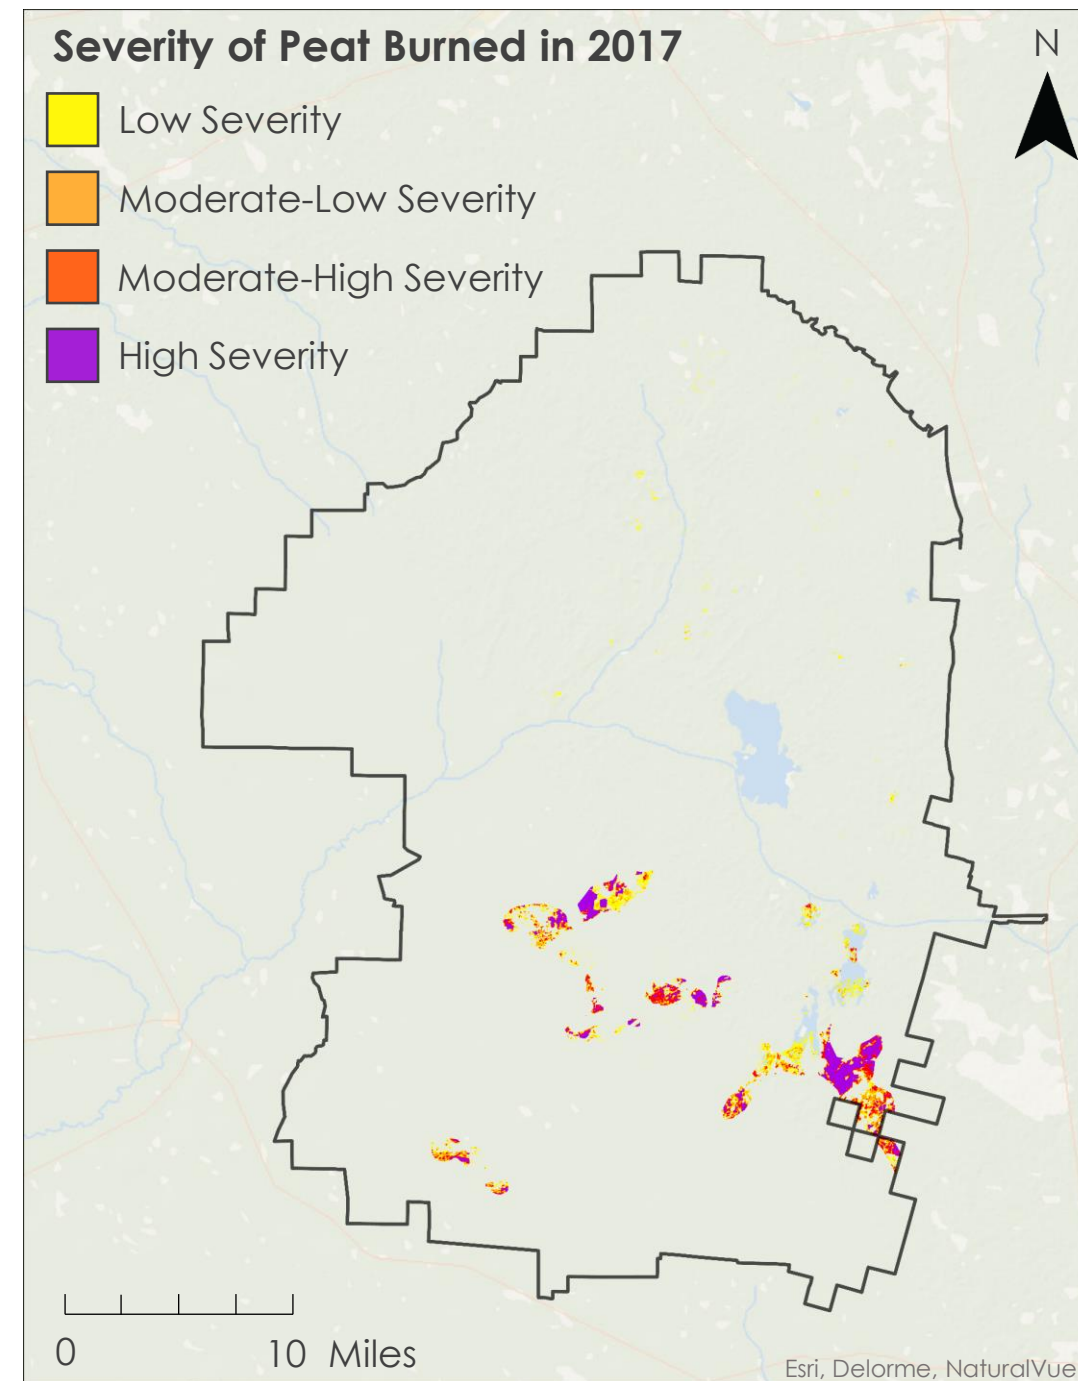 Severity of Peat Burned in 2017
N
Low Severity
Moderate-Low Severity
Moderate-High Severity
High Severity
0 10 Miles
Esri, Delorme, NaturalVue